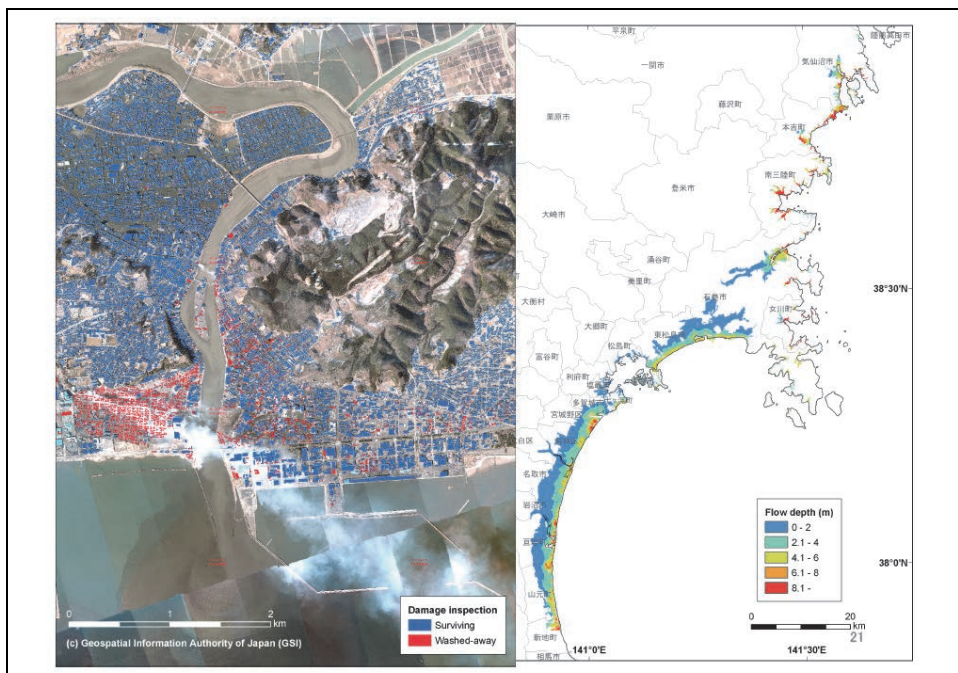 0 1 2
km
(c) Geospatial Information Authority of Japan (GSI)
Damage inspection
Surviving
Washed-away
平泉町
陸前高田市
一関市
気仙沼市
藤沢町
栗原市
本吉町
南三陸町
登米市
大崎市
涌谷町
美里町
石巻市
大衡村
女川町
大郷町
東松島市
松島町
富谷町
利府町
塩竈市
多賀城市
宮城野区
白区
名取市
岩沼市
亘理町
山元町
新地町
相馬市
38°30'N
38°0'N
Flow depth (m)
0 - 2
2.1 - 4
4.1 - 6
6.1 - 8
8.1 -
0 10 20
km
21
141°0'E
141°30'E